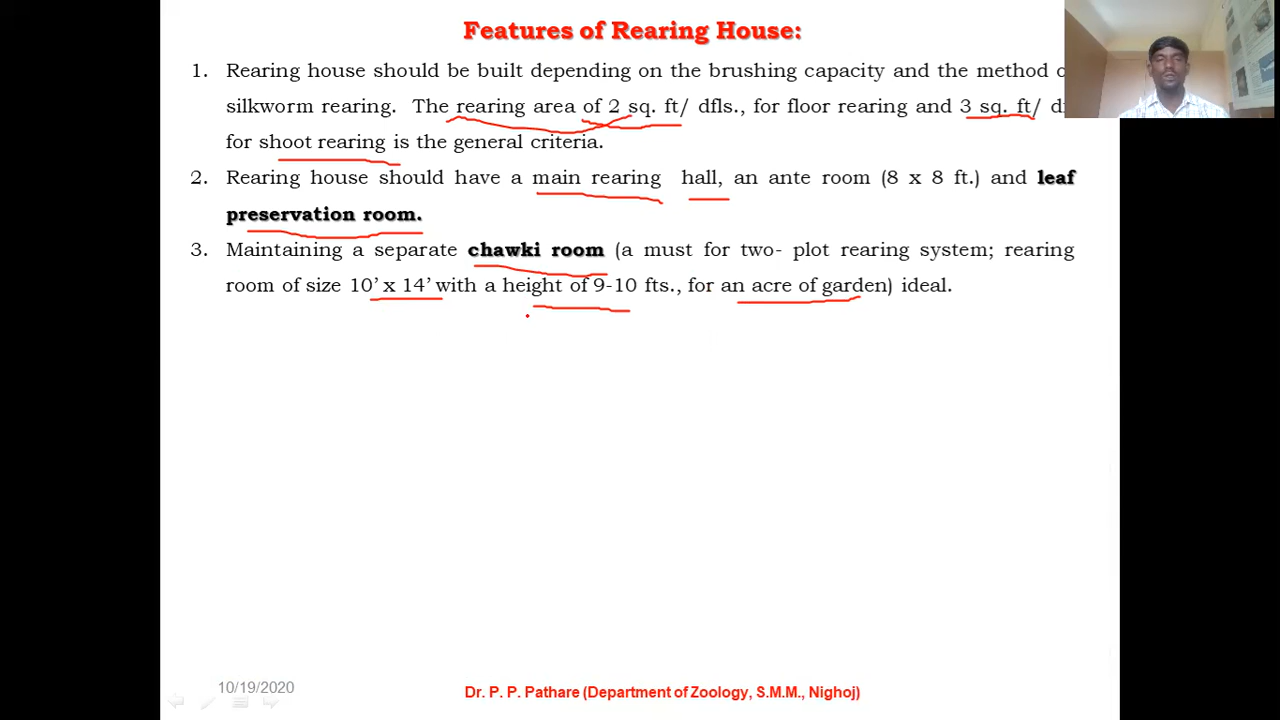 Features of Rearing House:
1. Rearing house should be built depending on the brushing capacity and the method
silkworm rearing. The rearing area of 2 sq. ft/ dfls., for floor rearing and 3 sq. ft/
for shoot rearing is the general criteria.
2. Rearing house should have a main rearing hall, an ante room (8 x 8 ft.) and leaf
preservation room.
3. Maintaining a separate chawki room (a must for two- plot rearing system; rearing
room of size 10’ x 14’ with a height of 9-10 fts., for an acre of garden) ideal.
10/19/2020
Dr. P. P. Pathare (Department of Zoology, S.M.M., Nighoj)